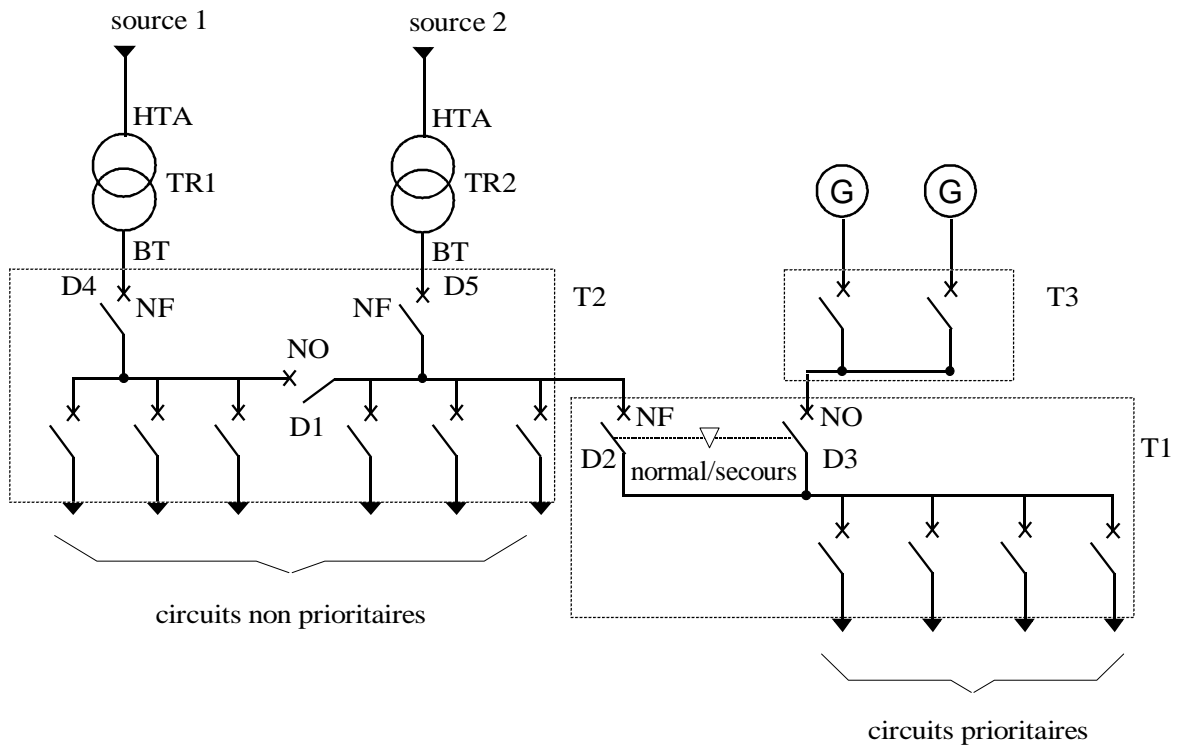 source 1
source 2
HTA
HTA
TR1
TR2
G
G
BT
BT
D4
D5
NF
NF
T2
T3
NO
D1
NF
NO
D2
D3
T1
normal/secours
circuits non prioritaires
circuits prioritaires